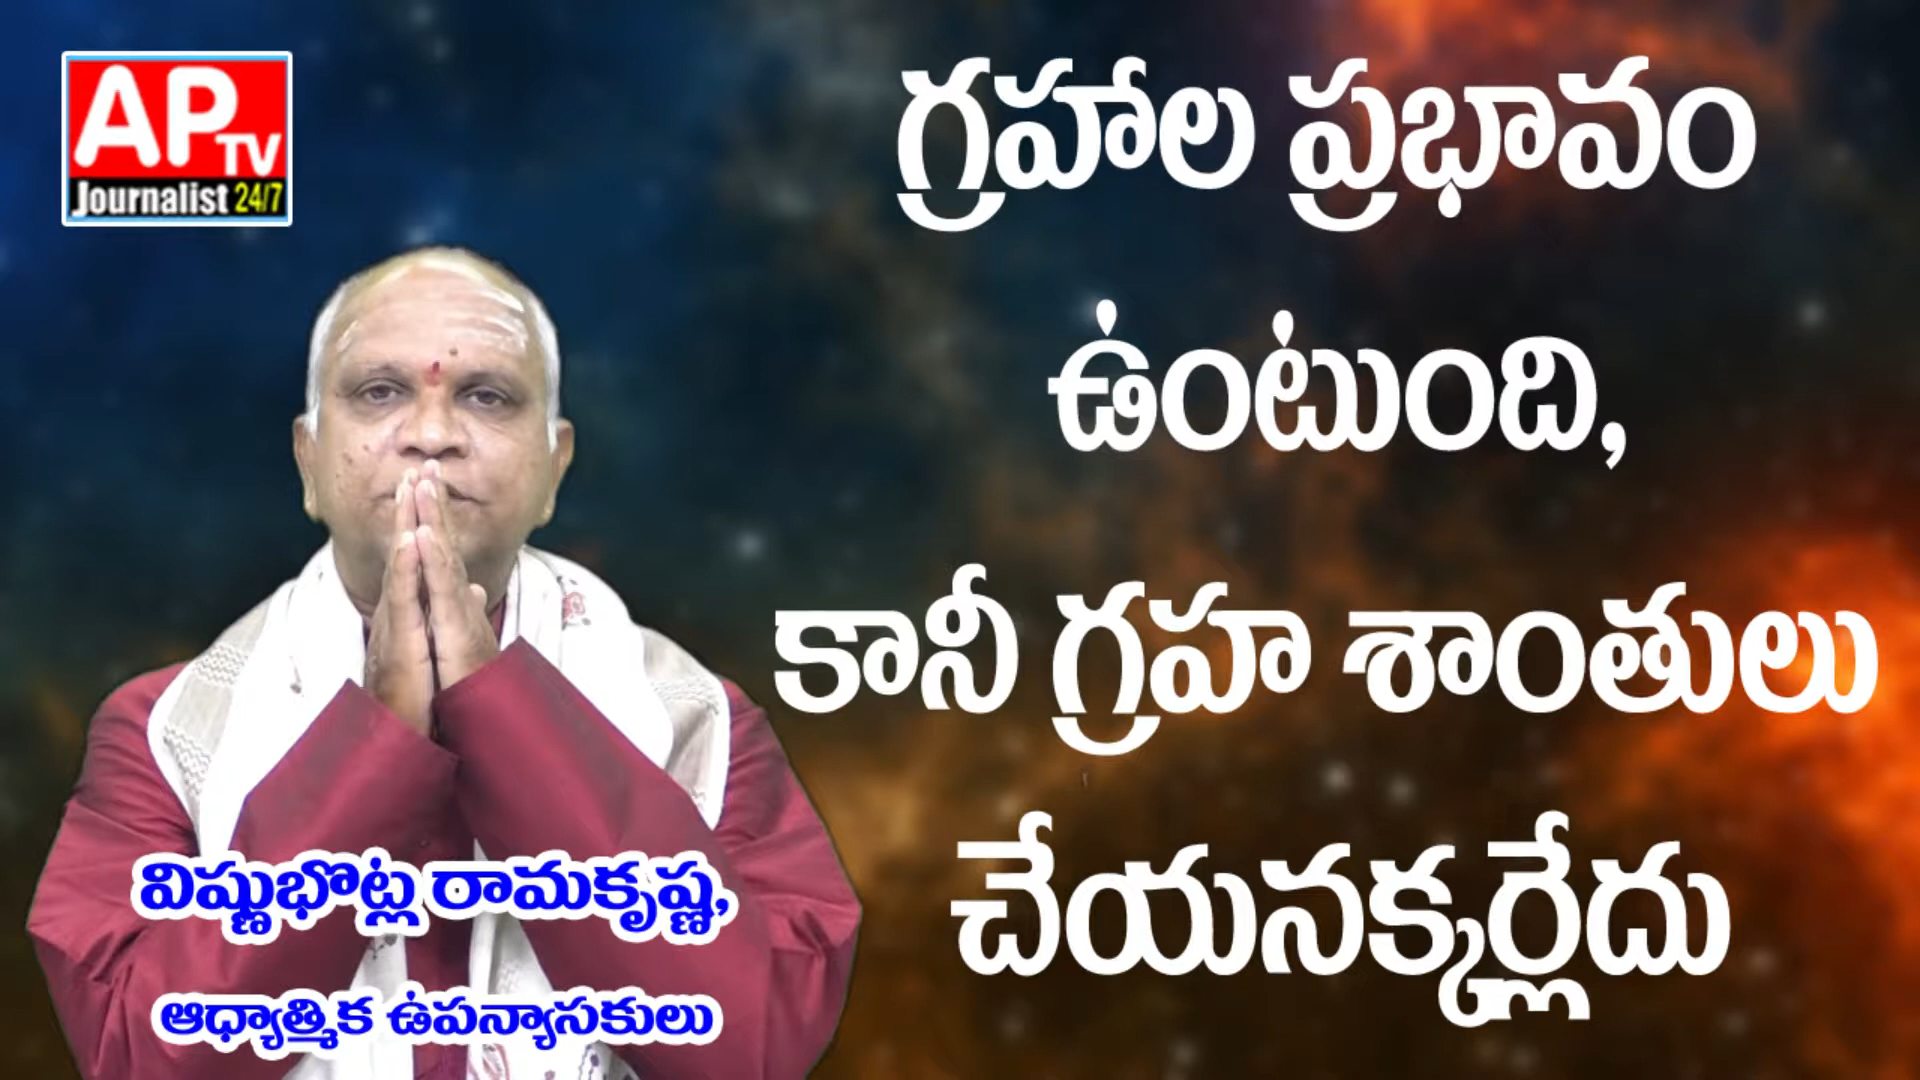 AP TV
Journalist 24/7
గ్రహాల ప్రభావం
ఉంటుంది,
కానీ గ్రహ శాంతులు
చేయనక్కర్లేదు
విష్ణుభొట్ల రామకృష్ణ,
ఆధ్యాత్మిక ఉపన్యాసకులు